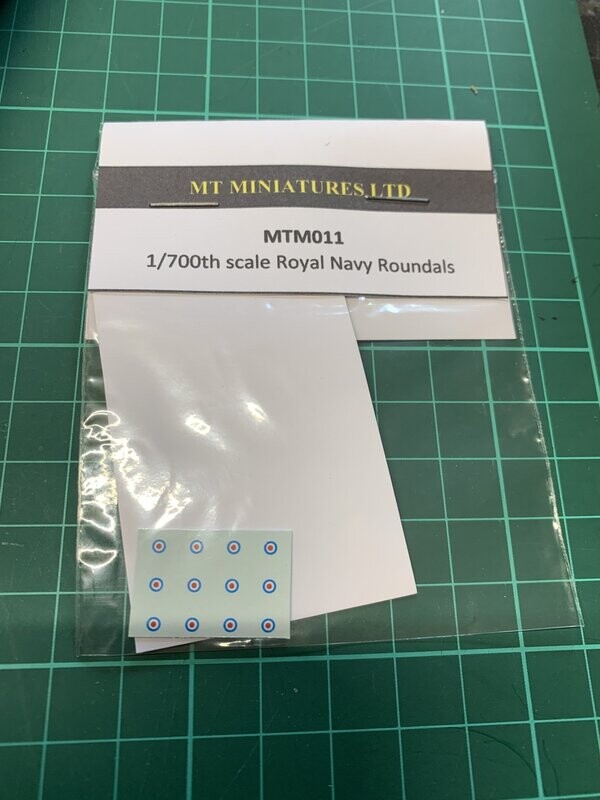 MT MINIATURES LTD
MTM011
1/700th scale Royal Navy Roundals